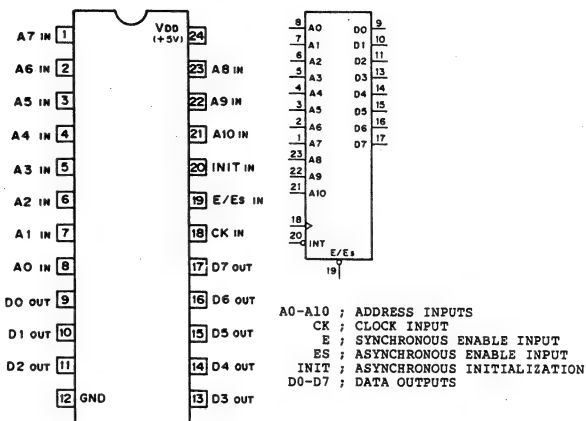 A7 IN 1
A6 IN 2
A5 IN 3
A4 IN 4
A3 IN 5
A2 IN 6
A1 IN 7
A0 IN 8
D0 OUT 9
D1 OUT 10
D2 OUT 11
12 GND
VDD 24
(+5V)
23 A8 IN
22 A9 IN
21 A10 IN
20 INIT IN
19 E/Es IN
18 CK IN
17 D7 OUT
16 D6 OUT
15 D5 OUT
14 D4 OUT
13 D3 OUT
8 A0 D0 9
7 A1 D1 10
6 A2 D2 11
5 A3 D3 13
4 A4 D4 14
3 A5 D5 15
2 A6 D6 16
1 A7 D7 17
23 A8
22 A9
21 A10
18
20 INT
E/Es
19
A0-A10 ; ADDRESS INPUTS
CK ; CLOCK INPUT
E ; SYNCHRONOUS ENABLE INPUT
ES ; ASYNCHRONOUS ENABLE INPUT
INIT ; ASYNCHRONOUS INITIALIZATION
D0-D7 ; DATA OUTPUTS